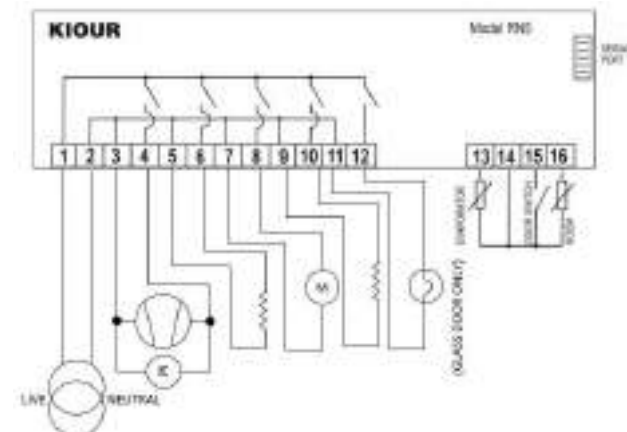 KIOUR
Model RN5
SERIAL
PORT
1 2 3 4 5 6 7 8 9 10 11 12
13 14 15 16
EVAPORATOR
DOOR SWITCH
ROOM
M
(GLASS DOOR ONLY)
LIVE
NEUTRAL